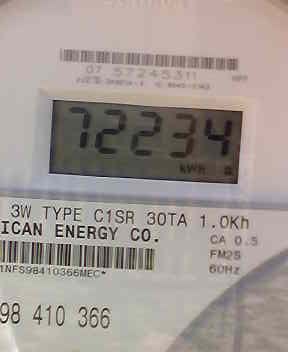 07 57245311
72234
kWH
3W TYPE C1SR 30TA 1.0Kh
ICAN ENERGY CO.
CA 0.5
FM2S
1NFS98410366MEC*
60Hz
98 410 366